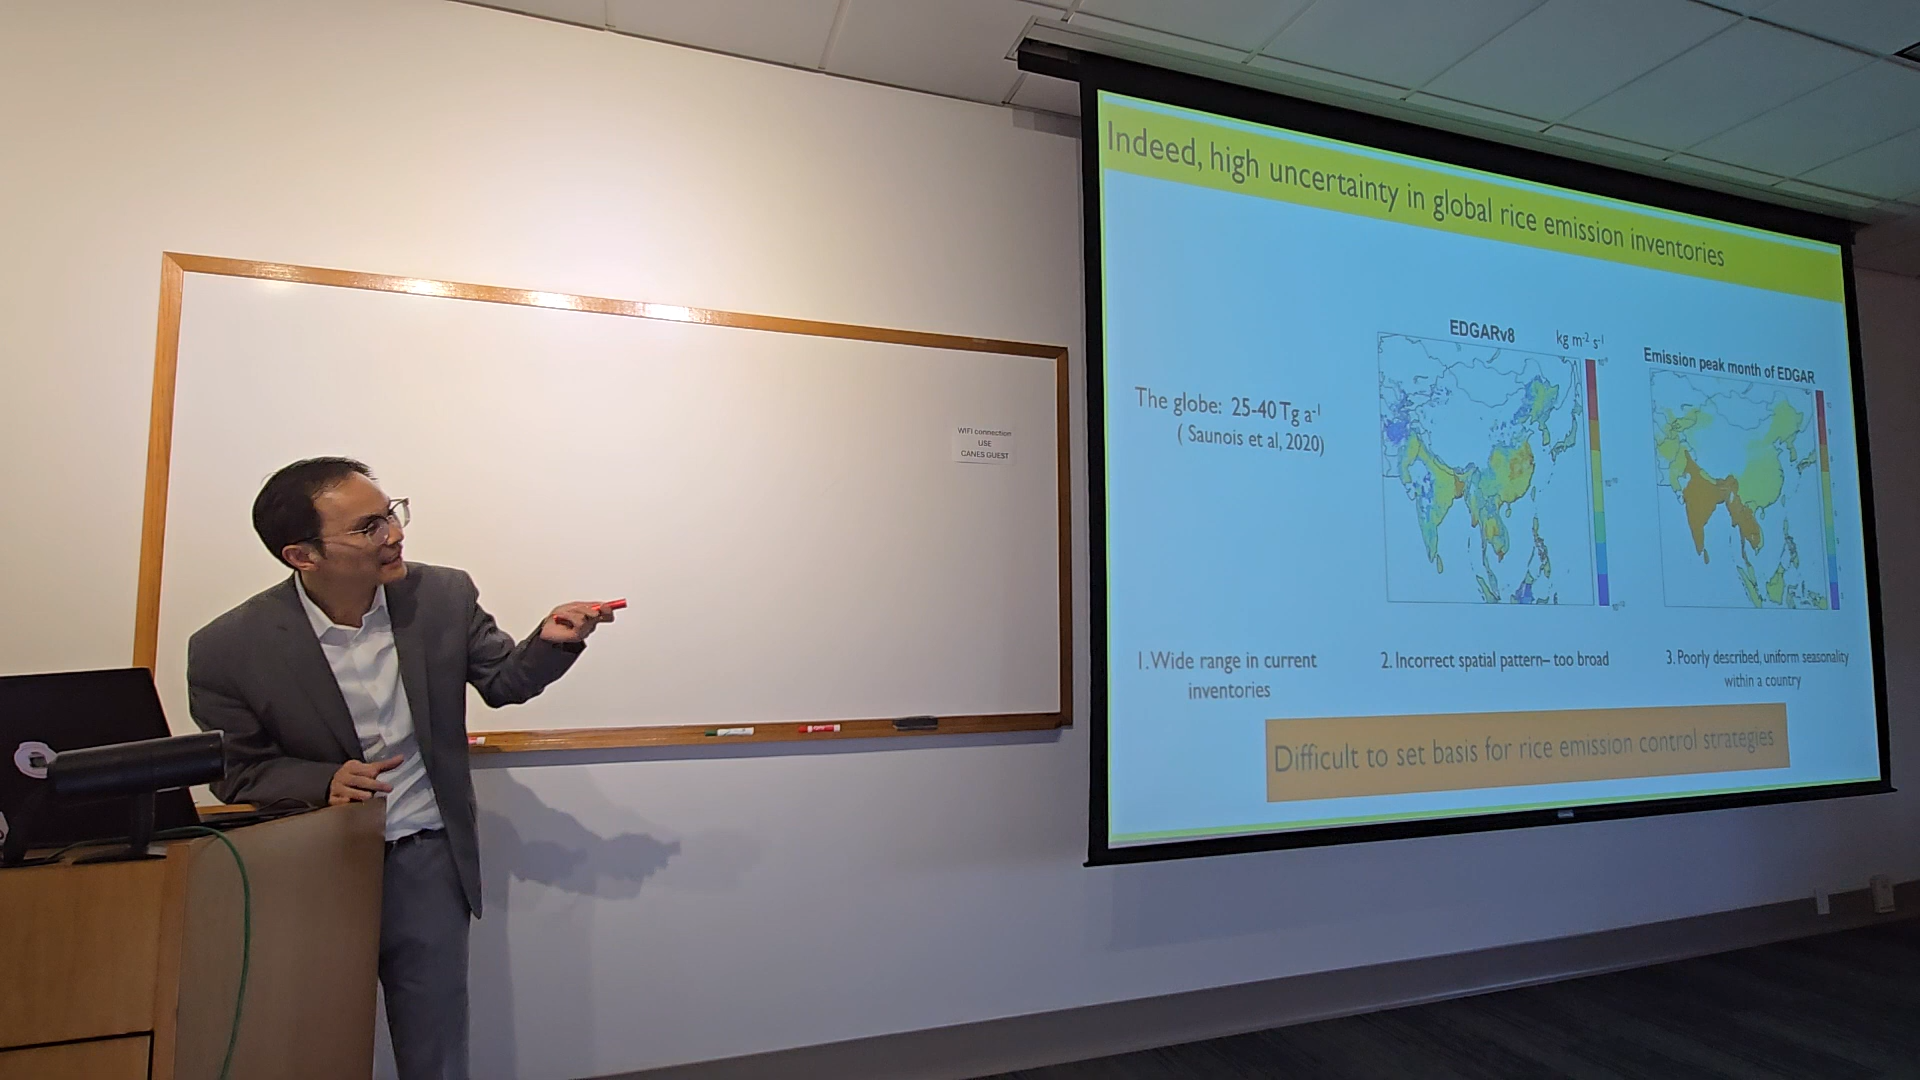 Indeed, high uncertainty in global rice emission inventories
EDGARv8
kg m⁻² s⁻¹
Emission peak month of EDGAR
The globe: 25-40 Tg a⁻¹
( Saunois et al, 2020)
WIFI connection
USE
CANES GUEST
1. Wide range in current
inventories
2. Incorrect spatial pattern– too broad
3. Poorly described, uniform seasonality
within a country
Difficult to set basis for rice emission control strategies